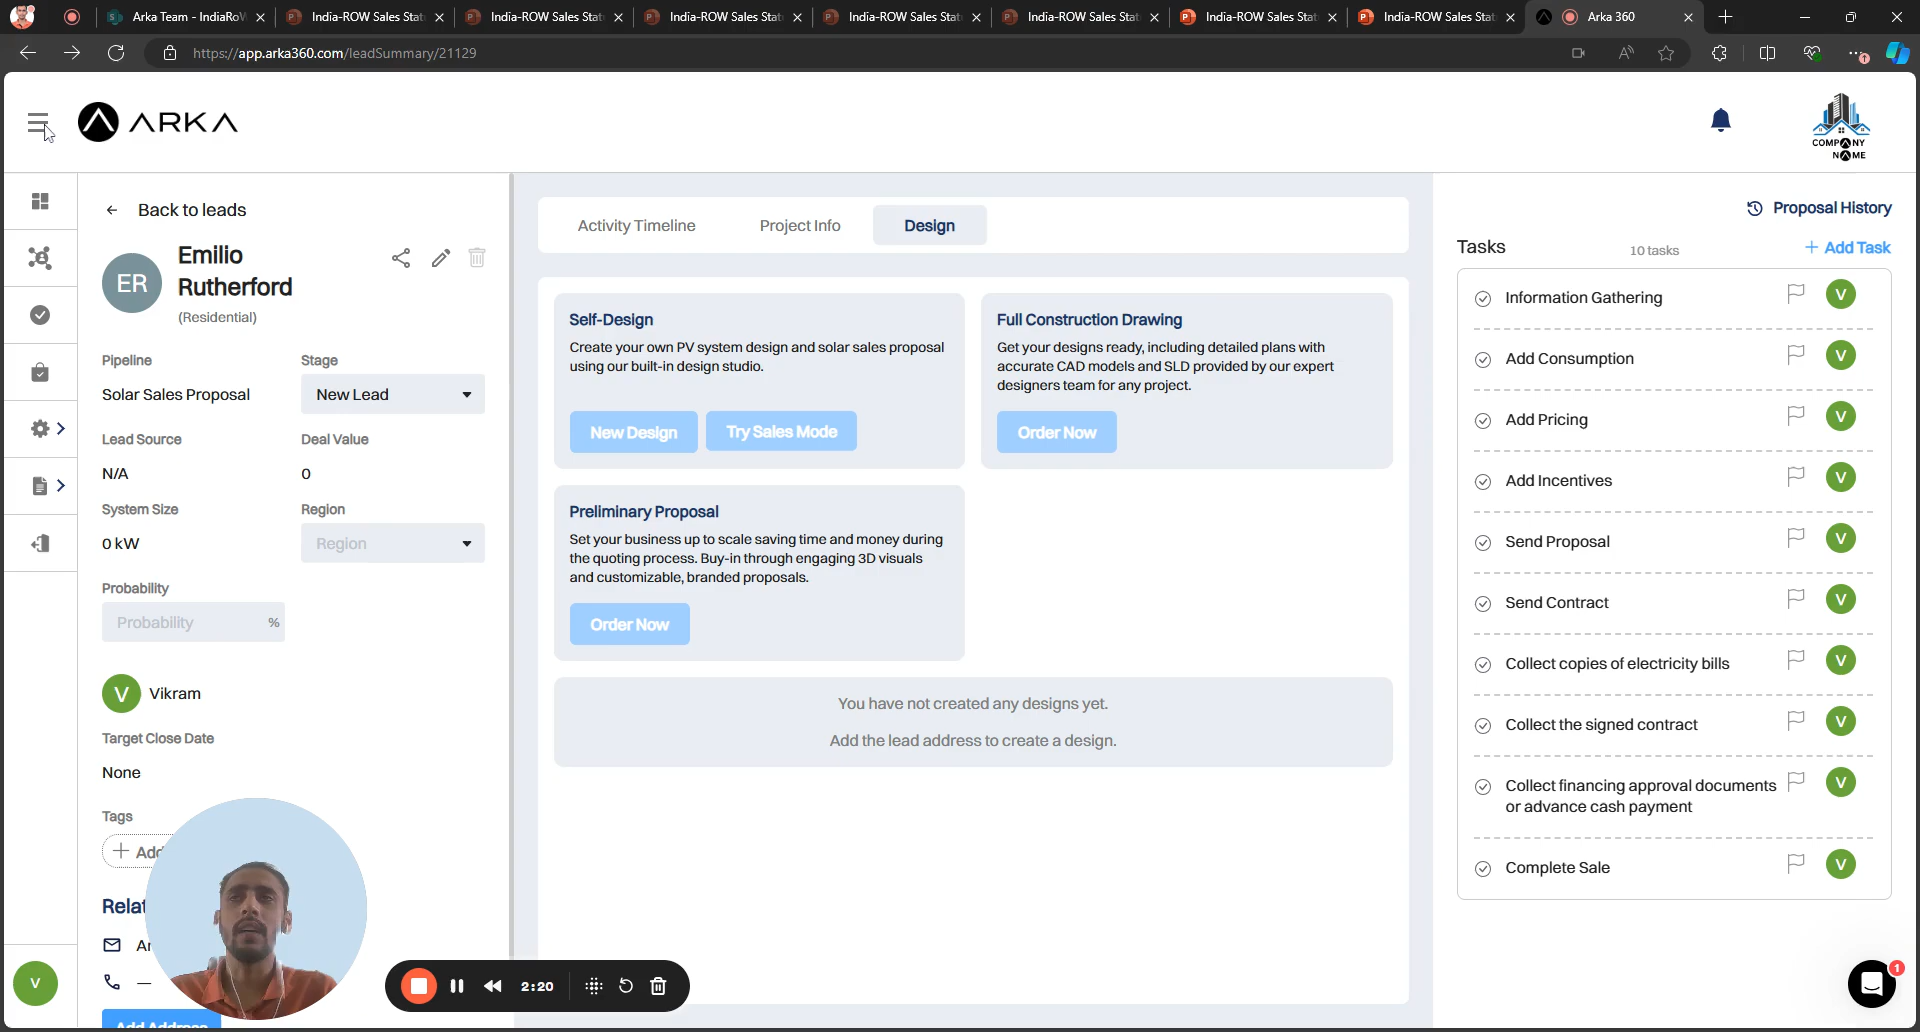 Arka Team - IndiaRoW
India-ROW Sales Stat
India-ROW Sales Stat
India-ROW Sales Stat
India-ROW Sales Stat
India-ROW Sales Stat
India-ROW Sales Stat
India-ROW Sales Stat
Arka 360
https://app.arka360.com/leadSummary/21129
ARKA
COMPANY
NAME
Back to leads
ER
Emilio
Rutherford
(Residential)
Pipeline
Stage
Solar Sales Proposal
New Lead
Lead Source
Deal Value
N/A
0
System Size
Region
0 kW
Region
Probability
Probability %
V
Vikram
Target Close Date
None
Tags
Add
Relat
Ar
—
Add Address
V
Activity Timeline
Project Info
Design
Self-Design
Create your own PV system design and solar sales proposal
using our built-in design studio.
New Design
Try Sales Mode
Full Construction Drawing
Get your designs ready, including detailed plans with
accurate CAD models and SLD provided by our expert
designers team for any project.
Order Now
Preliminary Proposal
Set your business up to scale saving time and money during
the quoting process. Buy-in through engaging 3D visuals
and customizable, branded proposals.
Order Now
You have not created any designs yet.
Add the lead address to create a design.
2:20
Proposal History
Tasks
10 tasks
+ Add Task
Information Gathering
V
Add Consumption
V
Add Pricing
V
Add Incentives
V
Send Proposal
V
Send Contract
V
Collect copies of electricity bills
V
Collect the signed contract
V
Collect financing approval documents
or advance cash payment
V
Complete Sale
V
1